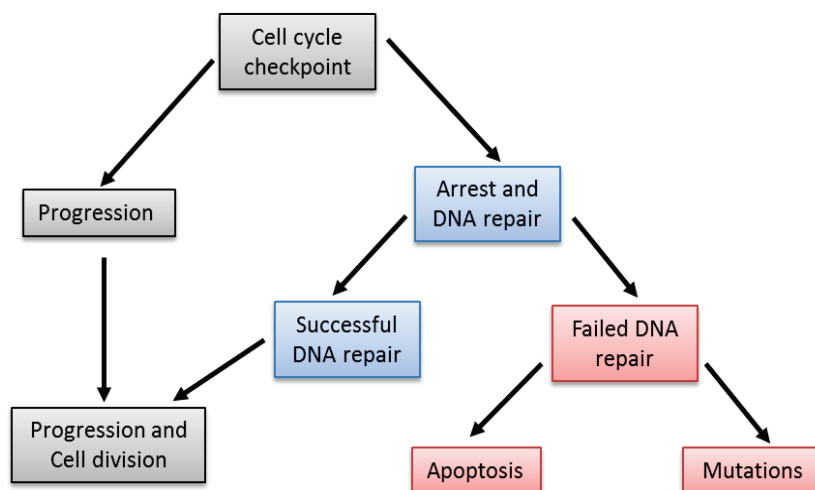 Cell cycle
checkpoint
Arrest and
DNA repair
Progression
Successful
DNA repair
Failed DNA
repair
Progression and
Cell division
Apoptosis
Mutations